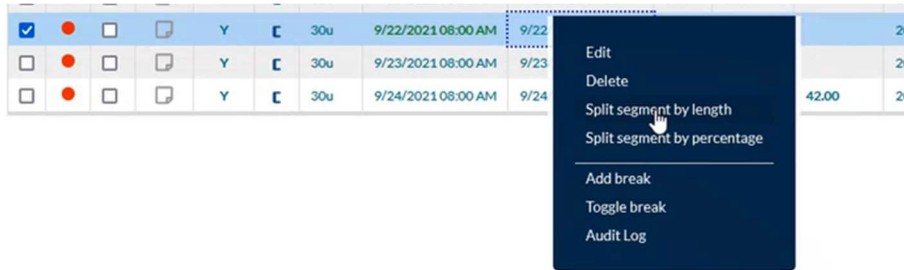 Y C 30u 9/22/2021 08:00 AM 9/22
Y C 30u 9/23/2021 08:00 AM 9/23
Y C 30u 9/24/2021 08:00 AM 9/24 42.00
Edit
Delete
Split segment by length
Split segment by percentage
Add break
Toggle break
Audit Log